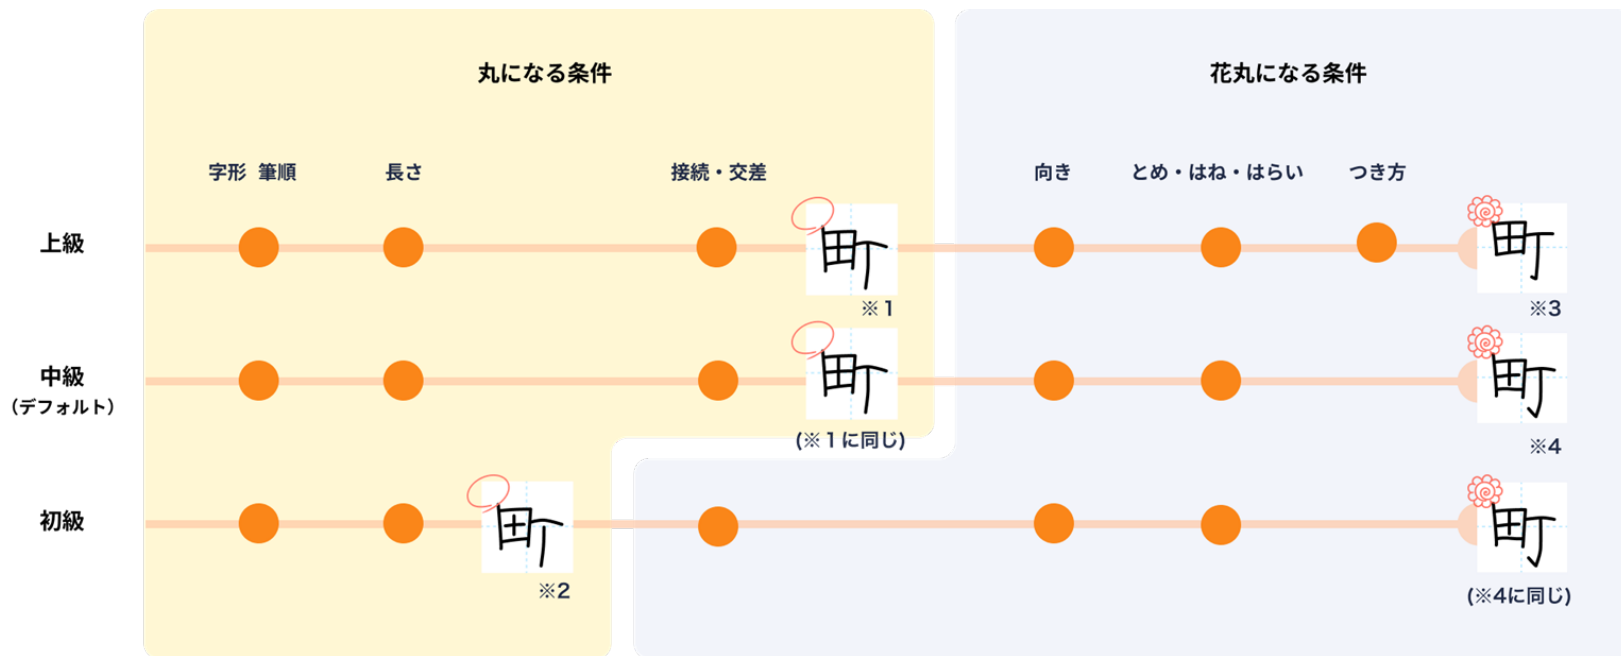 丸になる条件
花丸になる条件
字形 筆順
長さ
接続・交差
向き
とめ・はね・はらい
つき方
上級
町
※1
町
※3
中級
(デフォルト)
町
(※1に同じ)
町
※4
初級
町
※2
町
(※4に同じ)